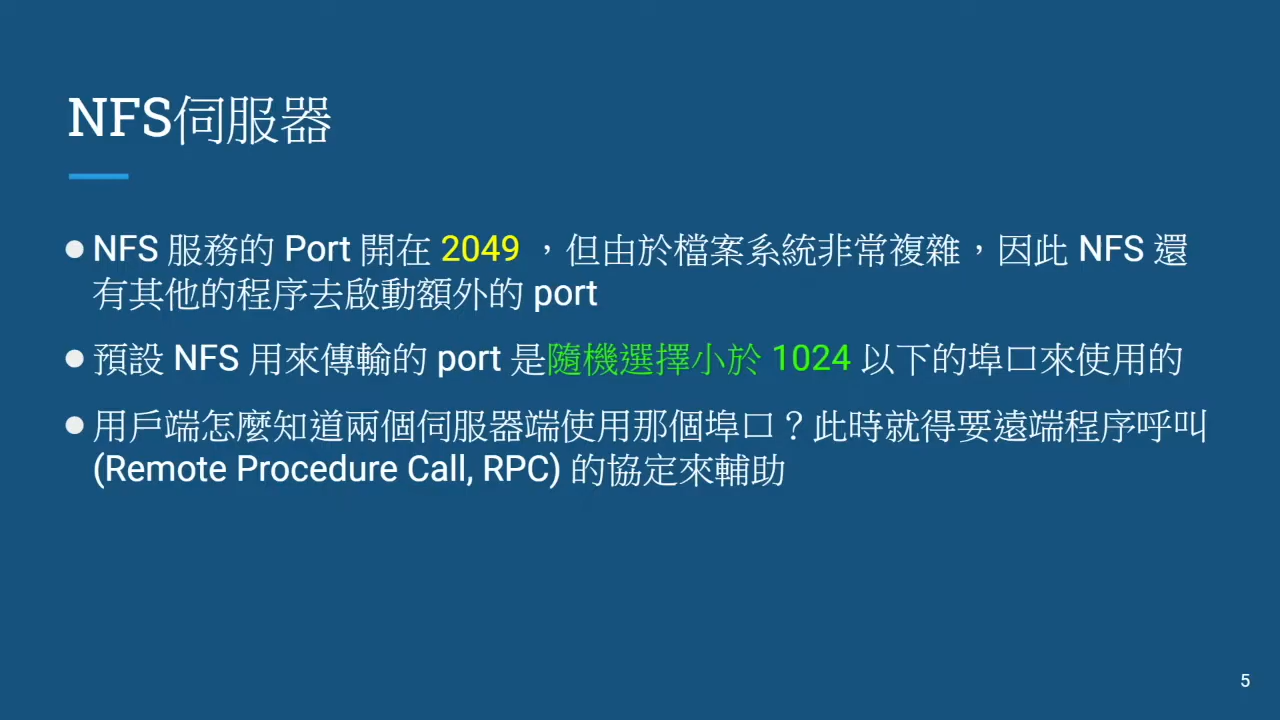 NFS伺服器
●NFS 服務的 Port 開在 2049 ，但由於檔案系統非常複雜，因此 NFS 還
有其他的程序去啟動額外的 port
●預設 NFS 用來傳輸的 port 是隨機選擇小於 1024 以下的埠口來使用的
●用戶端怎麼知道兩個伺服器端使用那個埠口？此時就得要遠端程序呼叫
(Remote Procedure Call, RPC) 的協定來輔助
5